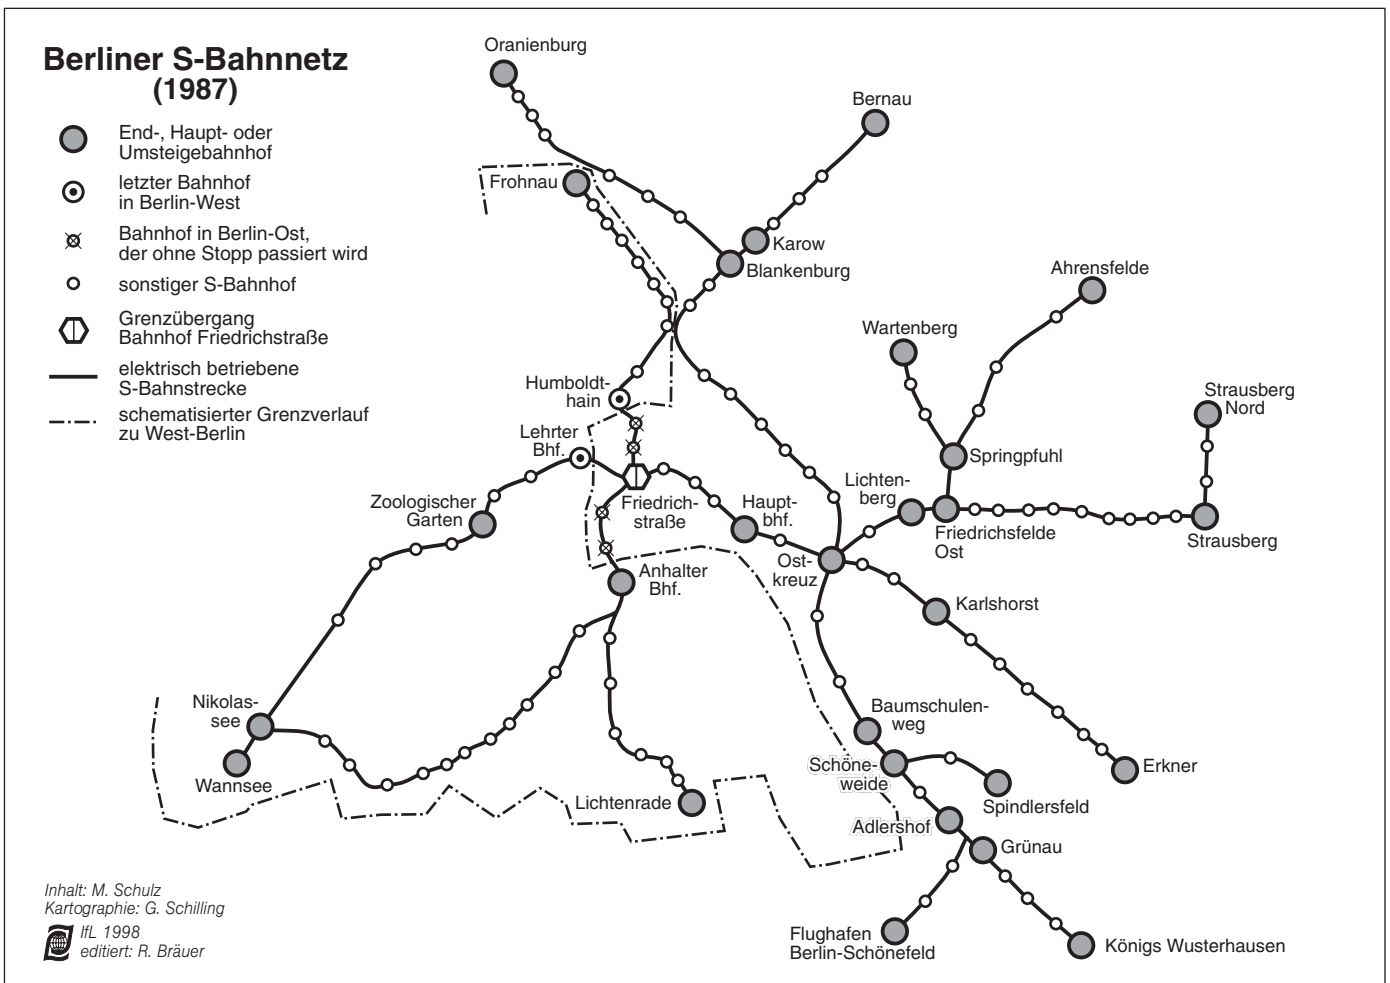 Berliner S-Bahnnetz
(1987)
End-, Haupt- oder
Umsteigebahnhof
letzter Bahnhof
in Berlin-West
Bahnhof in Berlin-Ost,
der ohne Stopp passiert wird
sonstiger S-Bahnhof
Grenzübergang
Bahnhof Friedrichstraße
elektrisch betriebene
S-Bahnstrecke
schematisierter Grenzverlauf
zu West-Berlin
Oranienburg
Bernau
Frohnau
Karow
Blankenburg
Ahrensfelde
Wartenberg
Humboldt-
hain
Strausberg
Nord
Lehrter
Bhf.
Springpfuhl
Lichten-
berg
Zoologischer
Garten
Friedrich-
straße
Haupt-
bhf.
Friedrichsfelde
Ost
Strausberg
Ost-
kreuz
Anhalter
Bhf.
Karlshorst
Nikolas-
see
Baumschulen-
weg
Wannsee
Schöne-
weide
Erkner
Lichtenrade
Spindlersfeld
Adlershof
Grünau
Flughafen
Berlin-Schönefeld
Königs Wusterhausen
Inhalt: M. Schulz
Kartographie: G. Schilling
IfL 1998
editiert: R. Bräuer